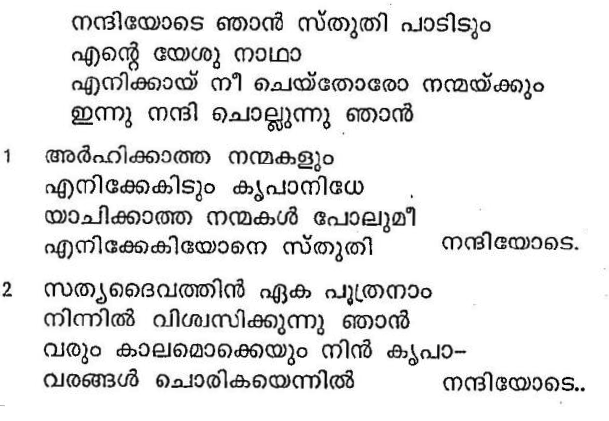 നന്ദിയോടെ ഞാൻ സ്തുതി പാടിടും
എന്റെ യേശു നാഥാ
എനിക്കായ് നീ ചെയ്തോരോ നന്മയ്ക്കും
ഇന്നു നന്ദി ചൊല്ലുന്നു ഞാൻ
1 അർഹിക്കാത്ത നന്മകളും
എനിക്കേകിടും കൃപാനിധേ
യാചിക്കാത്ത നന്മകൾ പോലുമീ
എനിക്കേകിയോനെ സ്തുതി നന്ദിയോടെ.
2 സത്യദൈവത്തിൻ ഏക പൂത്രനാം
നിന്നിൽ വിശ്വസിക്കുന്നു ഞാൻ
വരും കാലമൊക്കെയും നിൻ കൃപാ-
വരങ്ങൾ ചൊരികയെന്നിൽ നന്ദിയോടെ..